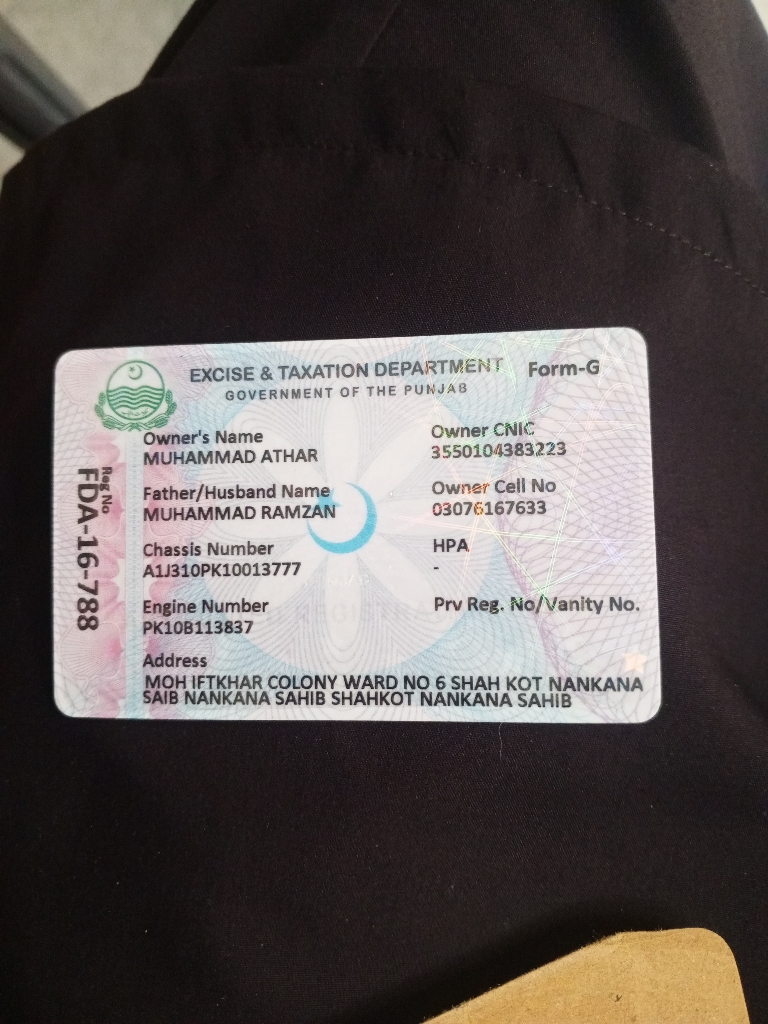 EXCISE & TAXATION DEPARTMENT Form-G
GOVERNMENT OF THE PUNJAB
Reg No
FDA-16-788
Owner's Name
MUHAMMAD ATHAR
Owner CNIC
3550104383223
Father/Husband Name
MUHAMMAD RAMZAN
Owner Cell No
03076167633
Chassis Number
A1J310PK10013777
HPA
-
Engine Number
PK10B113837
Prv Reg. No/Vanity No.
Address
MOH IFTKHAR COLONY WARD NO 6 SHAH KOT NANKANA
SAIB NANKANA SAHIB SHAHKOT NANKANA SAHIB